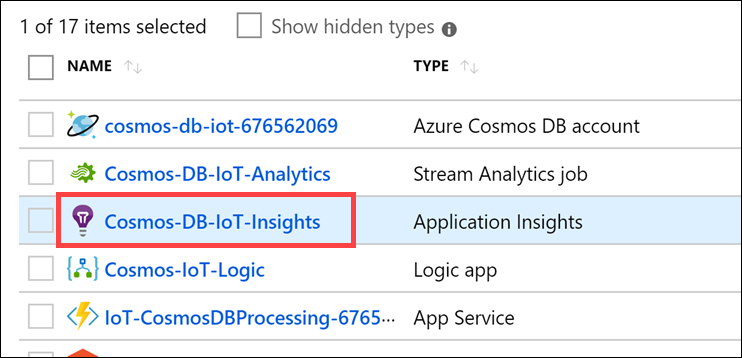 1 of 17 items selected Show hidden types
NAME TYPE
cosmos-db-iot-676562069 Azure Cosmos DB account
Cosmos-DB-IoT-Analytics Stream Analytics job
Cosmos-DB-IoT-Insights Application Insights
Cosmos-IoT-Logic Logic app
IoT-CosmosDBProcessing-6765··· App Service